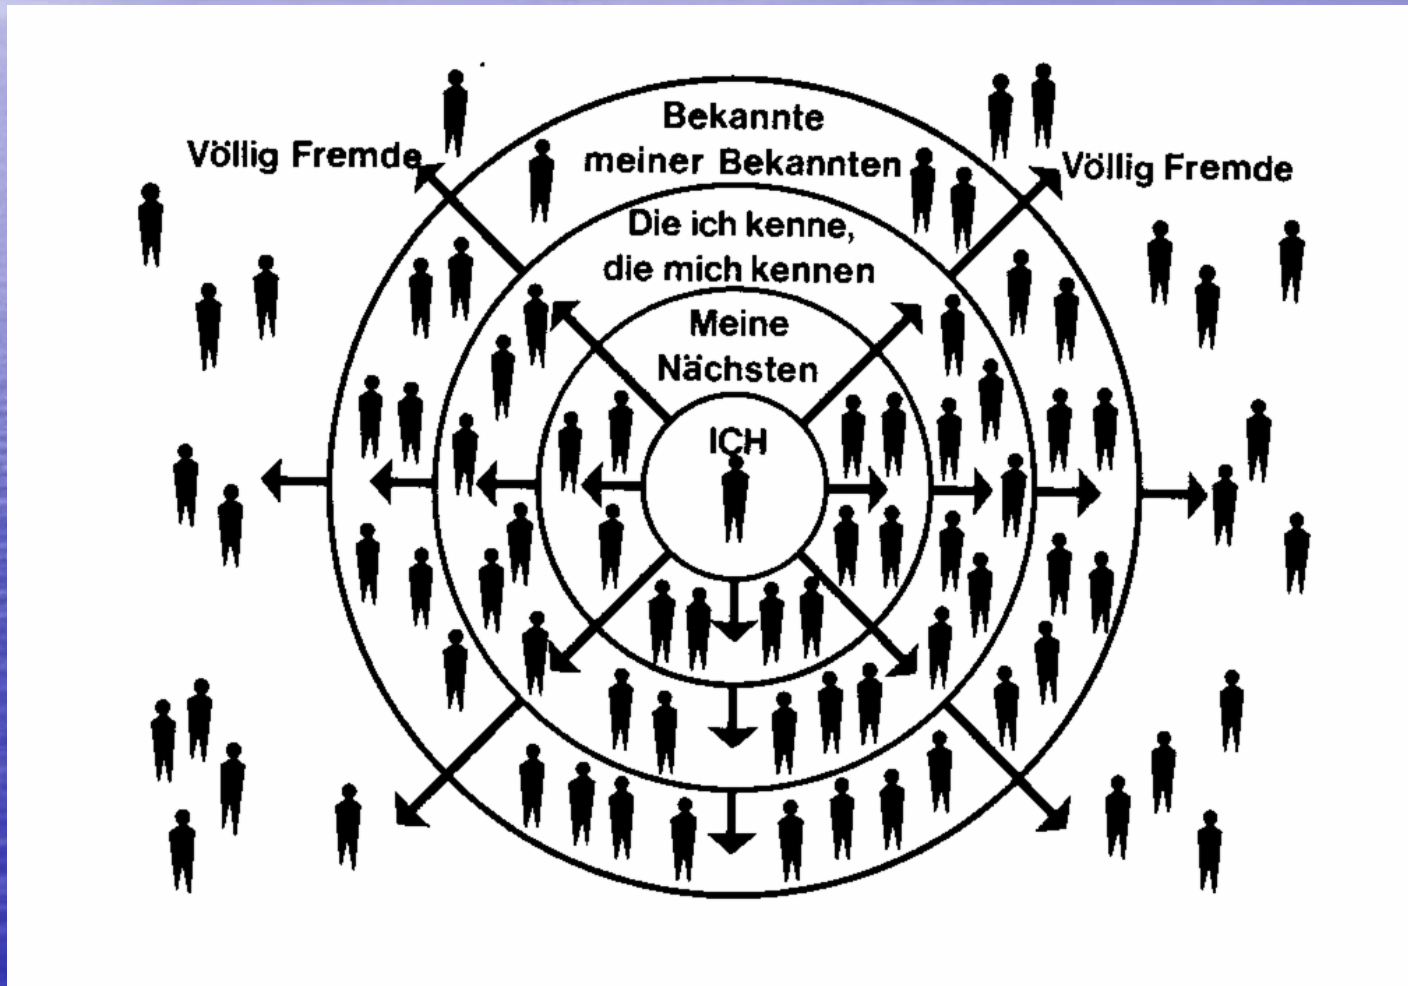 Bekannte
meiner Bekannten
Völlig Fremde
Völlig Fremde
Die ich kenne,
die mich kennen
Meine
Nächsten
ICH